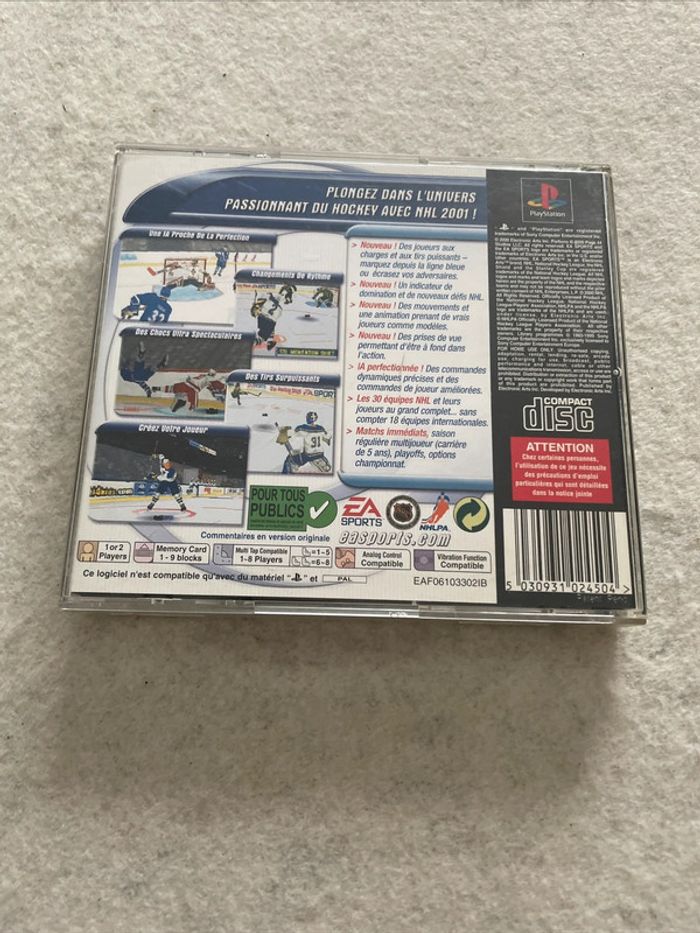 PLONGEZ DANS L'UNIVERS
PASSIONNANT DU HOCKEY AVEC NHL 2001 !
Une IA Proche De La Perfection
Changements De Rythme
Des Chocs Ultra Spectaculaires
Des Tirs Surpuissants
Créez Votre Joueur
> Nouveau ! Des joueurs aux
charges et aux tirs puissants –
marquez depuis la ligne bleue
ou écrasez vos adversaires.
> Nouveau ! Un indicateur de
domination et de nouveaux défis NHL.
> Nouveau ! Des mouvements et
une animation prenant de vrais
joueurs comme modèles.
> Nouveau ! Des prises de vue
permettant d'être à fond dans
l'action.
> IA perfectionnée ! Des commandes
dynamiques précises et des
commandes de joueur améliorées.
> Les 30 équipes NHL et leurs
joueurs au grand complet... sans
compter 18 équipes internationales.
> Matchs immédiats, saison
régulière multijoueur (carrière
de 5 ans), playoffs, options
championnat.
POUR TOUS
PUBLICS
EA
SPORTS
NHLPA
easports.com
Commentaires en version originale
1 or 2
Players
Memory Card
1 - 9 blocks
Multi Tap Compatible
1-8 Players
=1-5
=6-8
Analog Control
Compatible
Vibration Function
Compatible
Ce logiciel n'est compatible qu'avec du matériel " " et PAL
EAF06103302IB
PlayStation
COMPACT
disc
ATTENTION
Chez certaines personnes,
l'utilisation de ce jeu nécessite
des précautions d'emploi
particulières qui sont détaillées
dans la notice jointe
5 030931 024504 >